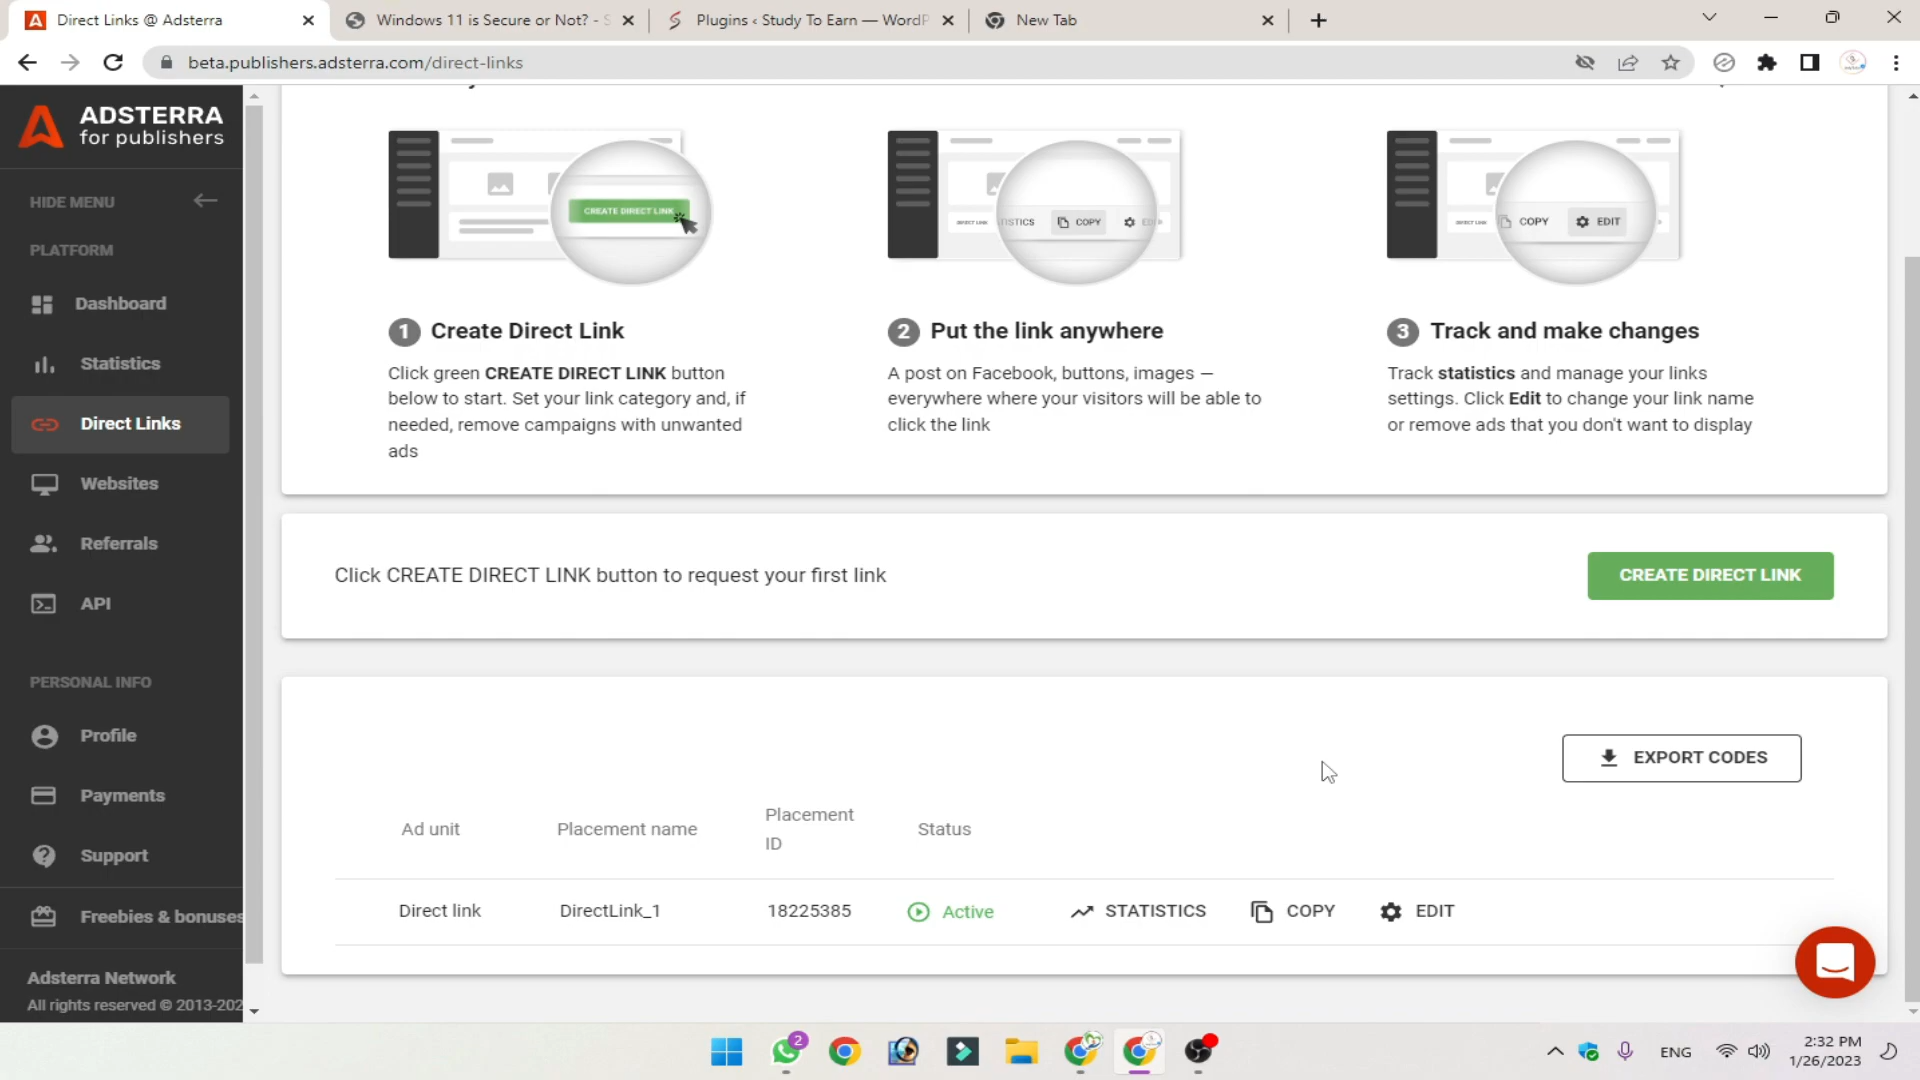 Direct Links @ Adsterra
Windows 11 is Secure or Not? -
Plugins ‹ Study To Earn — WordP
New Tab
beta.publishers.adsterra.com/direct-links
ADSTERRA
for publishers
HIDE MENU
PLATFORM
Dashboard
Statistics
Direct Links
Websites
Referrals
API
PERSONAL INFO
Profile
Payments
Support
Freebies & bonuses
Adsterra Network
All rights reserved © 2013-202
CREATE DIRECT LINK
DIRECT LINK
COPY
DIRECT LINK
COPY
EDIT
1 Create Direct Link
Click green CREATE DIRECT LINK button
below to start. Set your link category and, if
needed, remove campaigns with unwanted
ads
2 Put the link anywhere
A post on Facebook, buttons, images —
everywhere where your visitors will be able to
click the link
3 Track and make changes
Track statistics and manage your links
settings. Click Edit to change your link name
or remove ads that you don't want to display
Click CREATE DIRECT LINK button to request your first link
CREATE DIRECT LINK
EXPORT CODES
Ad unit
Placement name
Placement
ID
Status
Direct link
DirectLink_1
18225385
Active
STATISTICS
COPY
EDIT
2
ENG
2:32 PM
1/26/2023